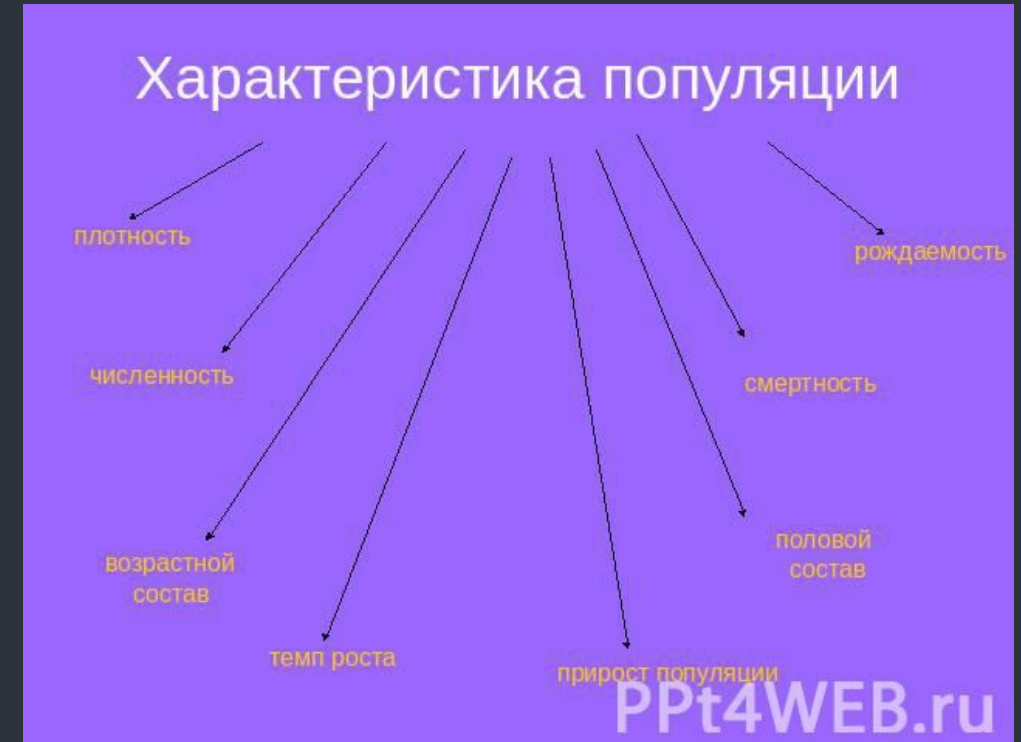 Характеристика популяции
плотность
рождаемость
численность
смертность
возрастной
состав
половой
состав
темп роста
прирост популяции
PPt4WEB.ru